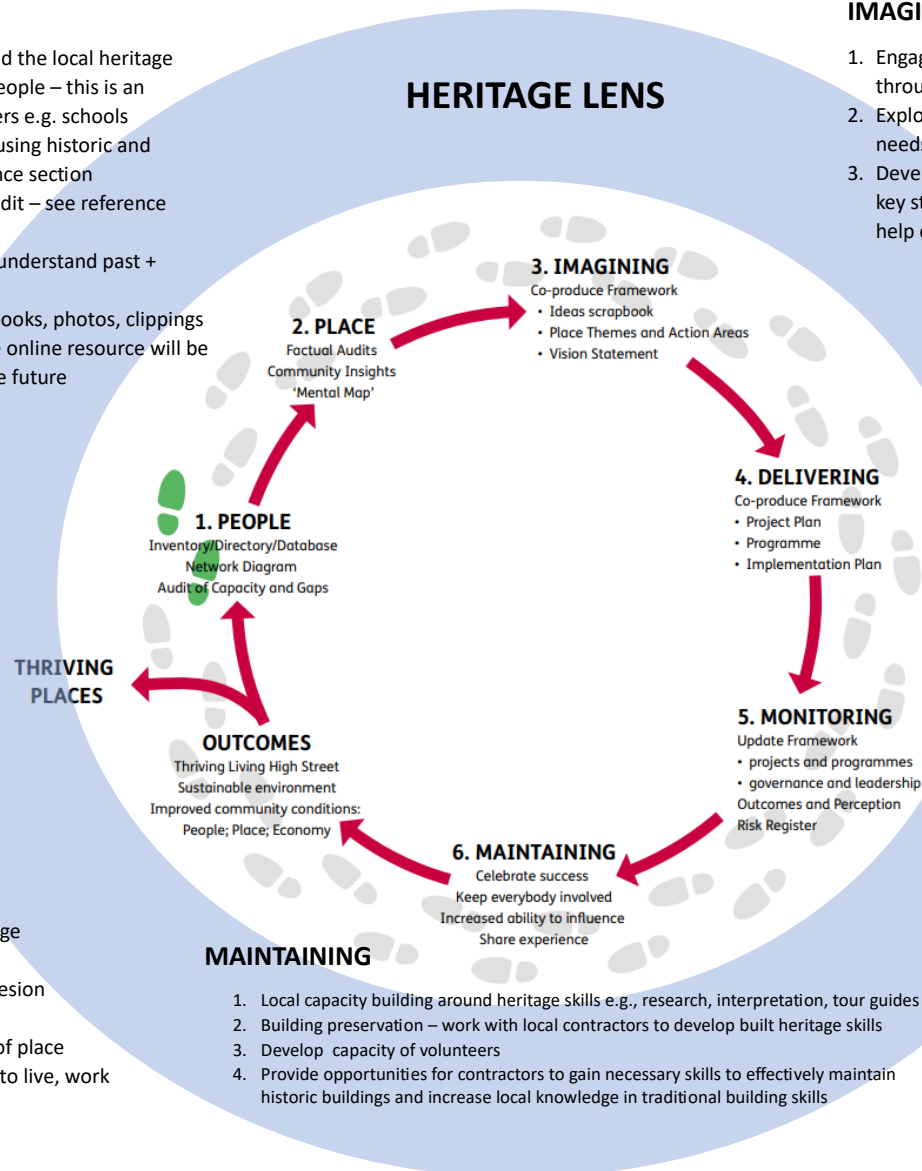 d the local heritage
eople – this is an
ers e.g. schools
using historic and
nce section
dit – see reference
understand past +
ooks, photos, clippings
e online resource will be
e future
HERITAGE LENS
IMAGI
1. Engag
throu
2. Explo
needs
3. Deve
key st
help
1. PEOPLE
Inventory/Directory/Database
Network Diagram
Audit of Capacity and Gaps
2. PLACE
Factual Audits
Community Insights
'Mental Map'
3. IMAGINING
Co-produce Framework
• Ideas scrapbook
• Place Themes and Action Areas
• Vision Statement
4. DELIVERING
Co-produce Framework
• Project Plan
• Programme
• Implementation Plan
5. MONITORING
Update Framework
• projects and programmes
• governance and leadership
Outcomes and Perception
Risk Register
6. MAINTAINING
Celebrate success
Keep everybody involved
Increased ability to influence
Share experience
OUTCOMES
Thriving Living High Street
Sustainable environment
Improved community conditions:
People; Place; Economy
THRIVING
PLACES
ge
esion
of place
to live, work
MAINTAINING
1. Local capacity building around heritage skills e.g., research, interpretation, tour guides
2. Building preservation – work with local contractors to develop built heritage skills
3. Develop capacity of volunteers
4. Provide opportunities for contractors to gain necessary skills to effectively maintain
historic buildings and increase local knowledge in traditional building skills